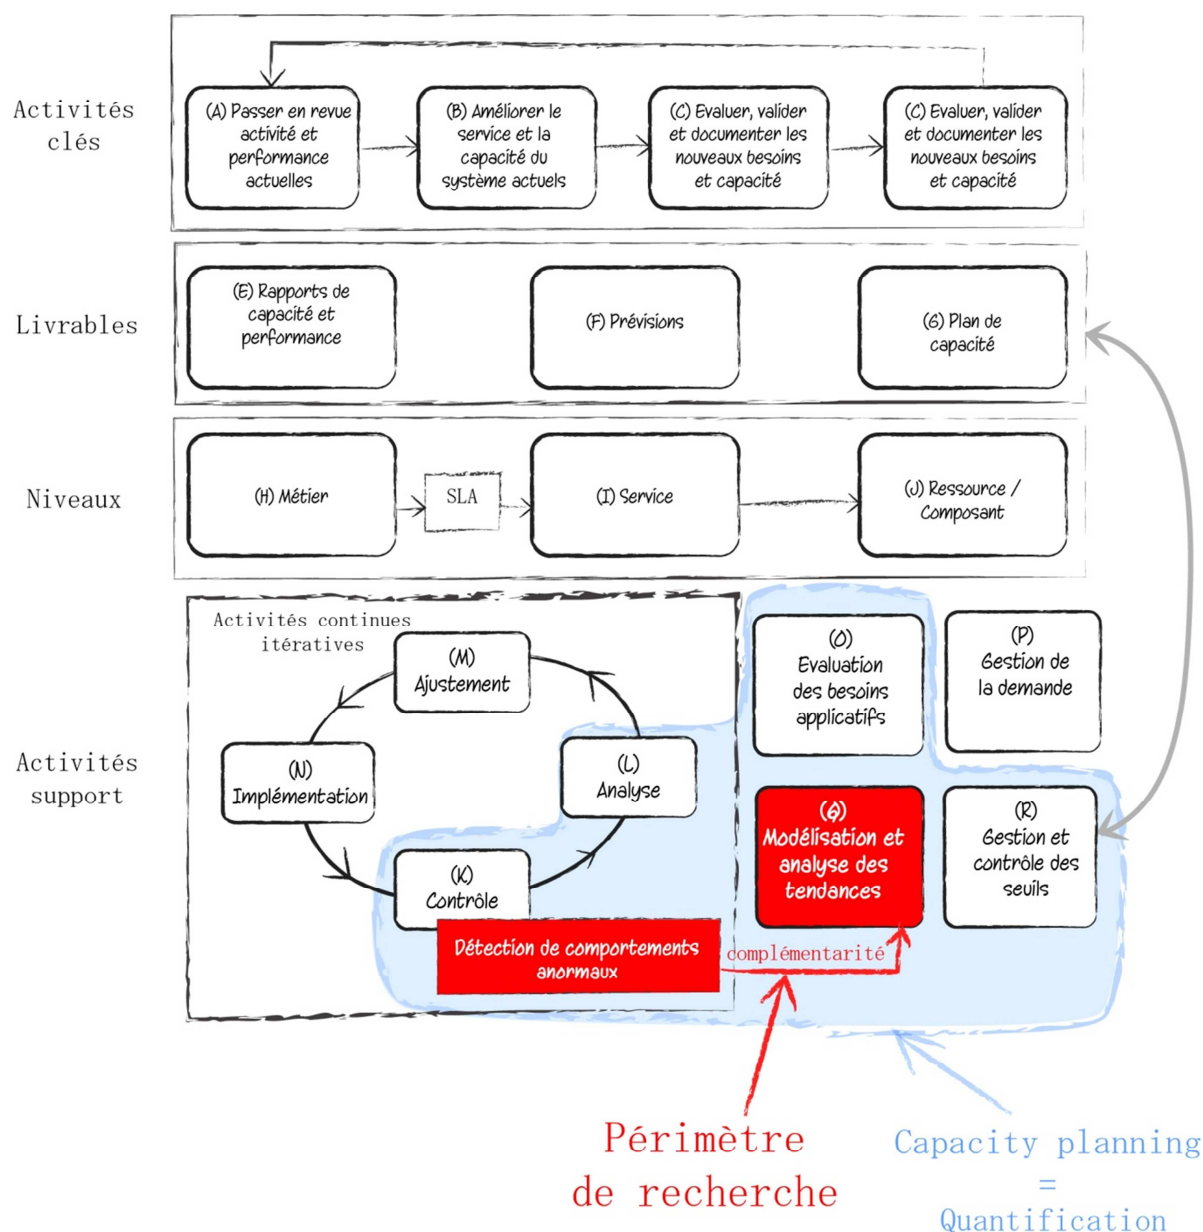 Activités
clés
(A) Passer en revue
activité et
performance
actuelles
(B) Améliorer le
service et la
capacité du
système actuels
(C) Evaluer, valider
et documenter les
nouveaux besoins
et capacité
(C) Evaluer, valider
et documenter les
nouveaux besoins
et capacité
Livrables
(E) Rapports de
capacité et
performance
(F) Prévisions
(G) Plan de
capacité
Niveaux
(H) Métier
SLA
(I) Service
(J) Ressource /
Composant
Activités
support
Activités continues
itératives
(M)
Ajustement
(N)
Implémentation
(L)
Analyse
(K)
Contrôle
Détection de comportements
anormaux
(O)
Evaluation
des besoins
applicatifs
(P)
Gestion de
la demande
(Q)
Modélisation et
analyse des
tendances
(R)
Gestion et
contrôle des
seuils
complémentarité
Périmètre
de recherche
Capacity planning
=
Quantification